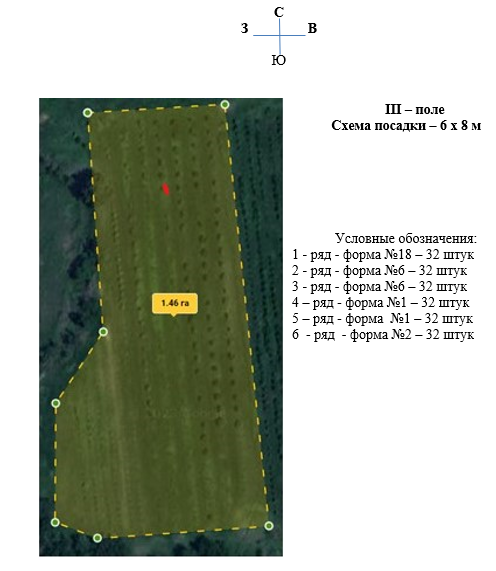 С
З В
Ю
III – поле
Схема посадки – 6 х 8 м
Условные обозначения:
1 - ряд - форма №18 – 32 штук
2 - ряд - форма №6 – 32 штук
3 - ряд - форма №6 – 32 штук
4 – ряд - форма №1 – 32 штук
5 – ряд - форма №1 – 32 штук
6 - ряд - форма №2 – 32 штук
1.46 га